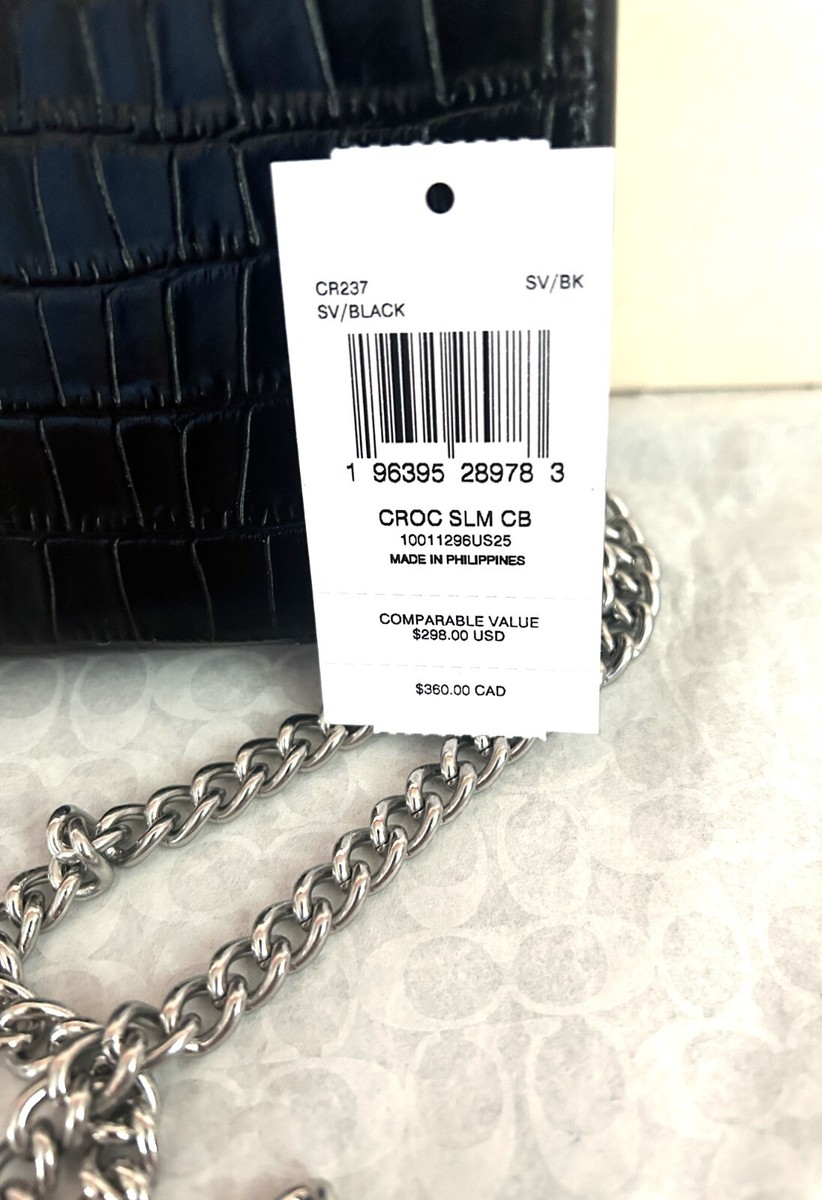 CR237 SV/BK
SV/BLACK
1 96395 28978 3
CROC SLM CB
10011296US25
MADE IN PHILIPPINES
COMPARABLE VALUE
$298.00 USD
$360.00 CAD